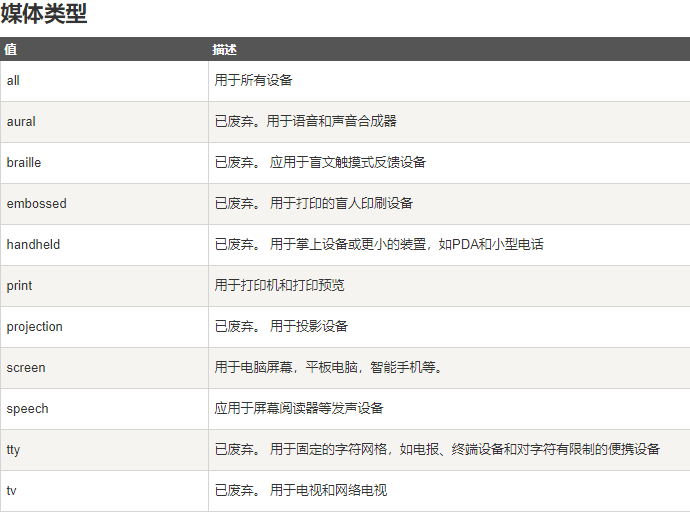 媒体类型
值 描述
all 用于所有设备
aural 已废弃。用于语音和声音合成器
braille 已废弃。 应用于盲文触摸式反馈设备
embossed 已废弃。 用于打印的盲人印刷设备
handheld 已废弃。 用于掌上设备或更小的装置，如PDA和小型电话
print 用于打印机和打印预览
projection 已废弃。 用于投影设备
screen 用于电脑屏幕，平板电脑，智能手机等。
speech 应用于屏幕阅读器等发声设备
tty 已废弃。 用于固定的字符网格，如电报、终端设备和对字符有限制的便携设备
tv 已废弃。 用于电视和网络电视